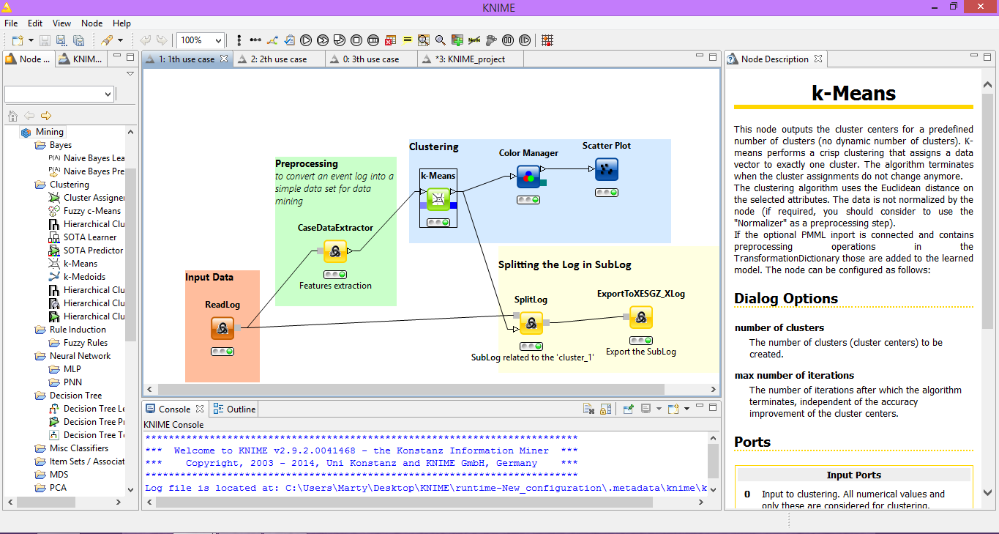 KNIME
File Edit View Node Help
100%
Node ...
KNIM...
1: 1th use case
2: 2th use case
0: 3th use case
*3: KNIME_project
Node Description
Mining
Bayes
P(A) Naive Bayes Lea
P(A) Naive Bayes Pre
Clustering
Cluster Assigne
Fuzzy c-Means
Hierarchical Clu
SOTA Learner
SOTA Predictor
k-Means
k-Medoids
Hierarchical Clu
Hierarchical Clu
Hierarchical Clu
Rule Induction
Fuzzy Rules
Neural Network
MLP
PNN
Decision Tree
Decision Tree Le
Decision Tree Pr
Decision Tree T
Misc Classifiers
Item Sets / Associat
MDS
PCA
Input Data
ReadLog
Preprocessing
to convert an event log into a
simple data set for data
mining
CaseDataExtractor
Features extraction
Clustering
k-Means
Color Manager
Scatter Plot
Splitting the Log in SubLog
SplitLog
SubLog related to the 'cluster_1'
ExportToXESGZ_XLog
Export the SubLog
Console
Outline
KNIME Console
*************************************************************************
*** Welcome to KNIME v2.9.2.0041468 - the Konstanz Information Miner ***
*** Copyright, 2003 - 2014, Uni Konstanz and KNIME GmbH, Germany ***
*************************************************************************
Log file is located at: C:\Users\Marty\Desktop\KNIME\runtime-New_configuration\.metadata\knime\k
k-Means
This node outputs the cluster centers for a predefined
number of clusters (no dynamic number of clusters). K-
means performs a crisp clustering that assigns a data
vector to exactly one cluster. The algorithm terminates
when the cluster assignments do not change anymore.
The clustering algorithm uses the Euclidean distance on
the selected attributes. The data is not normalized by the
node (if required, you should consider to use the
"Normalizer" as a preprocessing step).
If the optional PMML inport is connected and contains
preprocessing operations in the
TransformationDictionary those are added to the learned
model. The node can be configured as follows:
Dialog Options
number of clusters
The number of clusters (cluster centers) to be
created.
max number of iterations
The number of iterations after which the algorithm
terminates, independent of the accuracy
improvement of the cluster centers.
Ports
Input Ports
0 Input to clustering. All numerical values and
only these are considered for clustering.